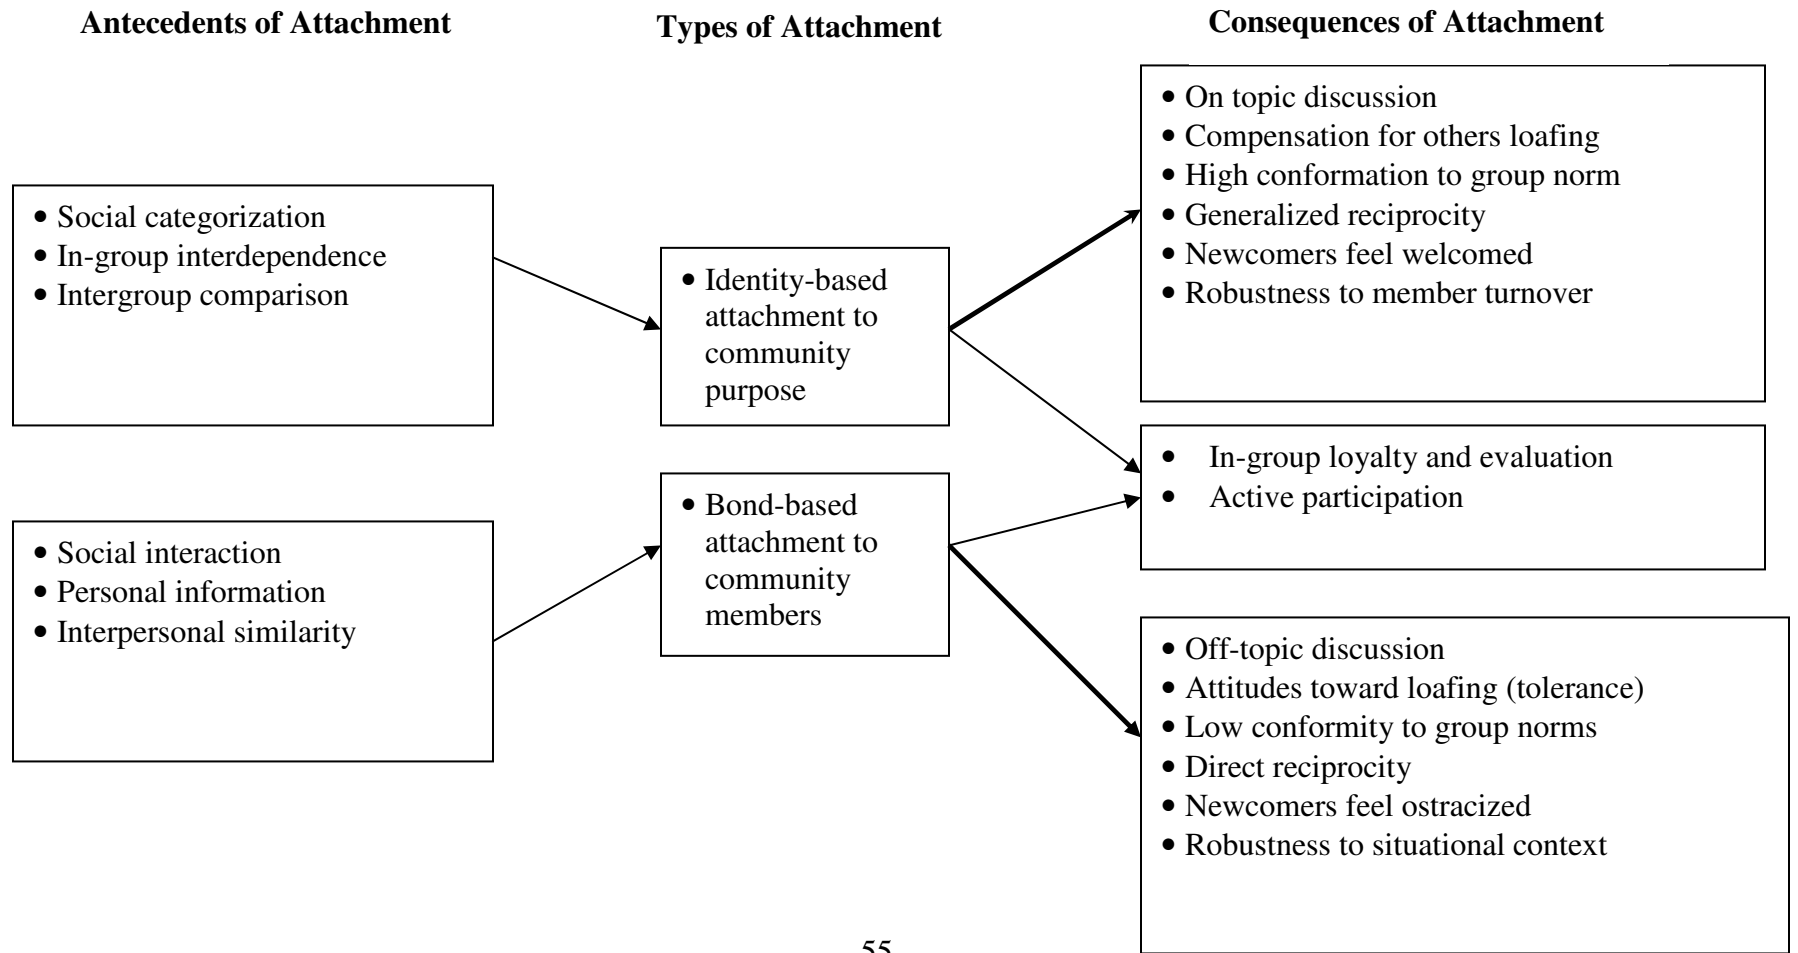 Antecedents of Attachment
Types of Attachment
Consequences of Attachment
• Social categorization
• In-group interdependence
• Intergroup comparison
• Social interaction
• Personal information
• Interpersonal similarity
• Identity-based
attachment to
community
purpose
• Bond-based
attachment to
community
members
• On topic discussion
• Compensation for others loafing
• High conformation to group norm
• Generalized reciprocity
• Newcomers feel welcomed
• Robustness to member turnover
• In-group loyalty and evaluation
• Active participation
• Off-topic discussion
• Attitudes toward loafing (tolerance)
• Low conformity to group norms
• Direct reciprocity
• Newcomers feel ostracized
• Robustness to situational context
55